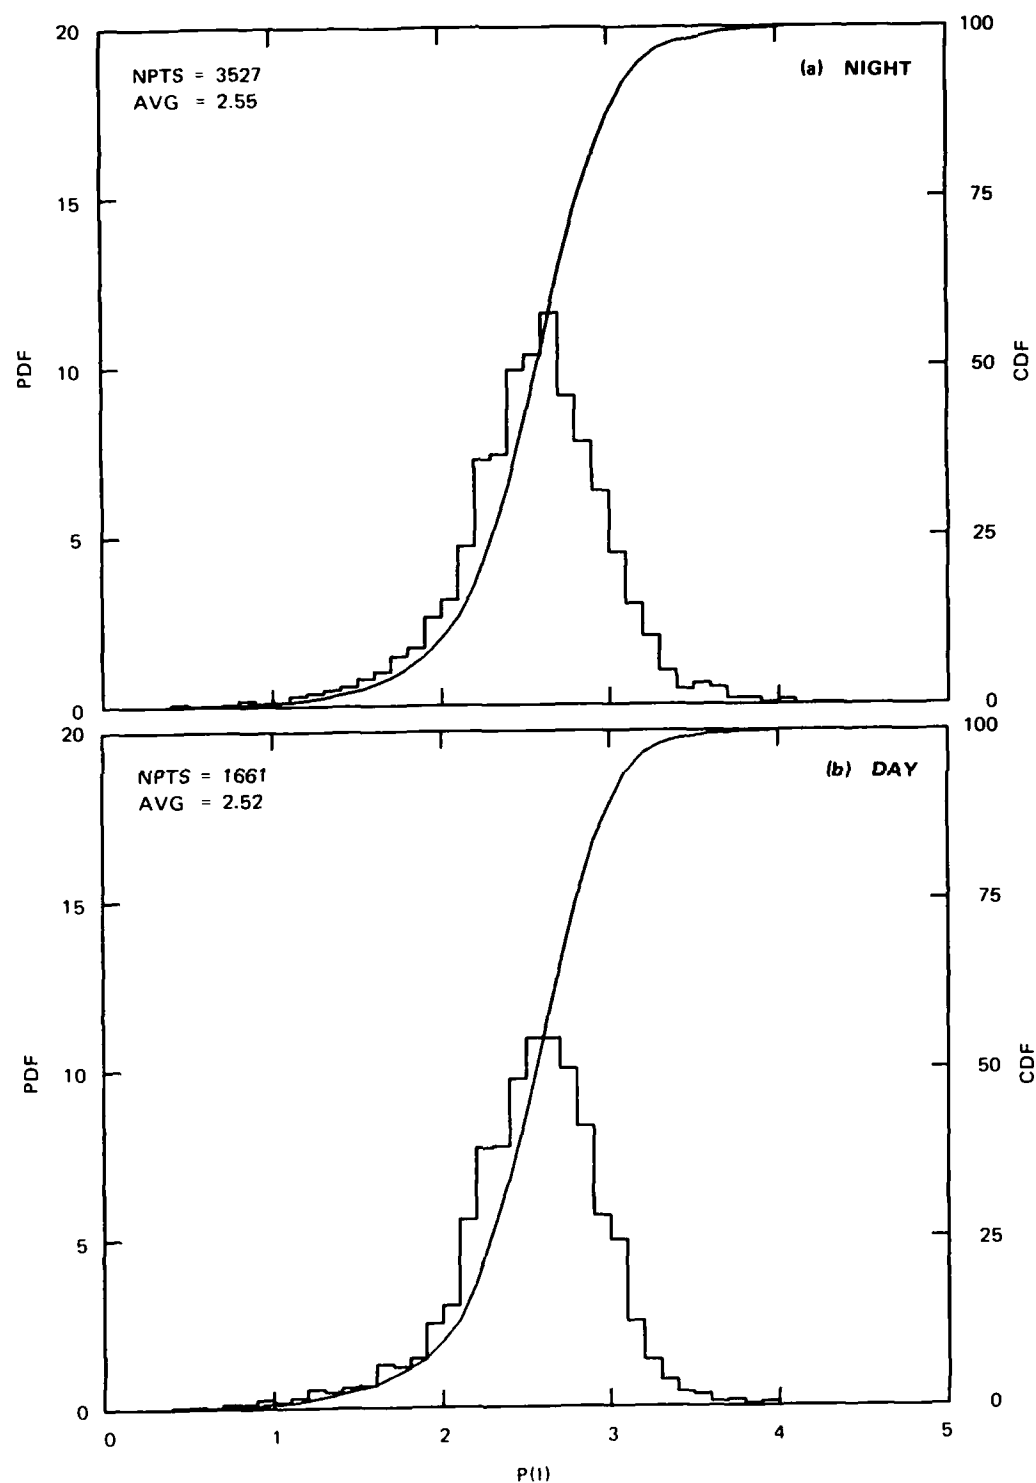 20
100
NPTS = 3527
AVG = 2.55
(a) NIGHT
15
75
PDF
10
50
CDF
5
25
0
0
20
100
NPTS = 1661
AVG = 2.52
(b) DAY
15
75
PDF
10
50
CDF
5
25
0
0
0 1 2 3 4 5
P(I)